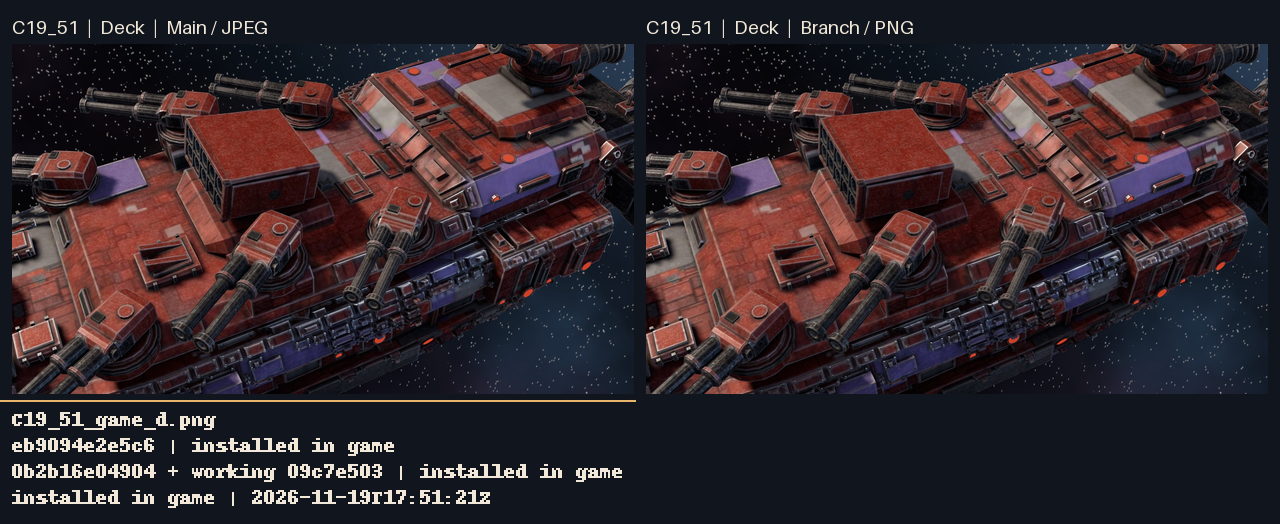 C19_51 | Deck | Main / JPEG
C19_51 | Deck | Branch / PNG
C19_51_game_d.png
eb9094e2e5c6 | installed in game
0b2b16e04904 + working 09c7e503 | installed in game
installed in game | 2026-11-19T17:51:21Z